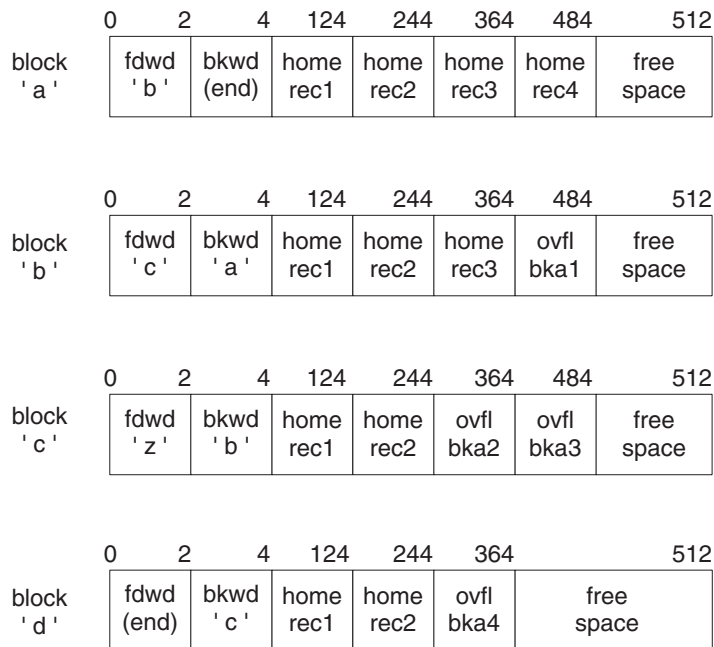 0 2 4 124 244 364 484 512
block
' a '
fdwd
' b '
bkwd
(end)
home
rec1
home
rec2
home
rec3
home
rec4
free
space
0 2 4 124 244 364 484 512
block
' b '
fdwd
' c '
bkwd
' a '
home
rec1
home
rec2
home
rec3
ovfl
bka1
free
space
0 2 4 124 244 364 484 512
block
' c '
fdwd
' z '
bkwd
' b '
home
rec1
home
rec2
ovfl
bka2
ovfl
bka3
free
space
0 2 4 124 244 364 512
block
' d '
fdwd
(end)
bkwd
' c '
home
rec1
home
rec2
ovfl
bka4
free
space